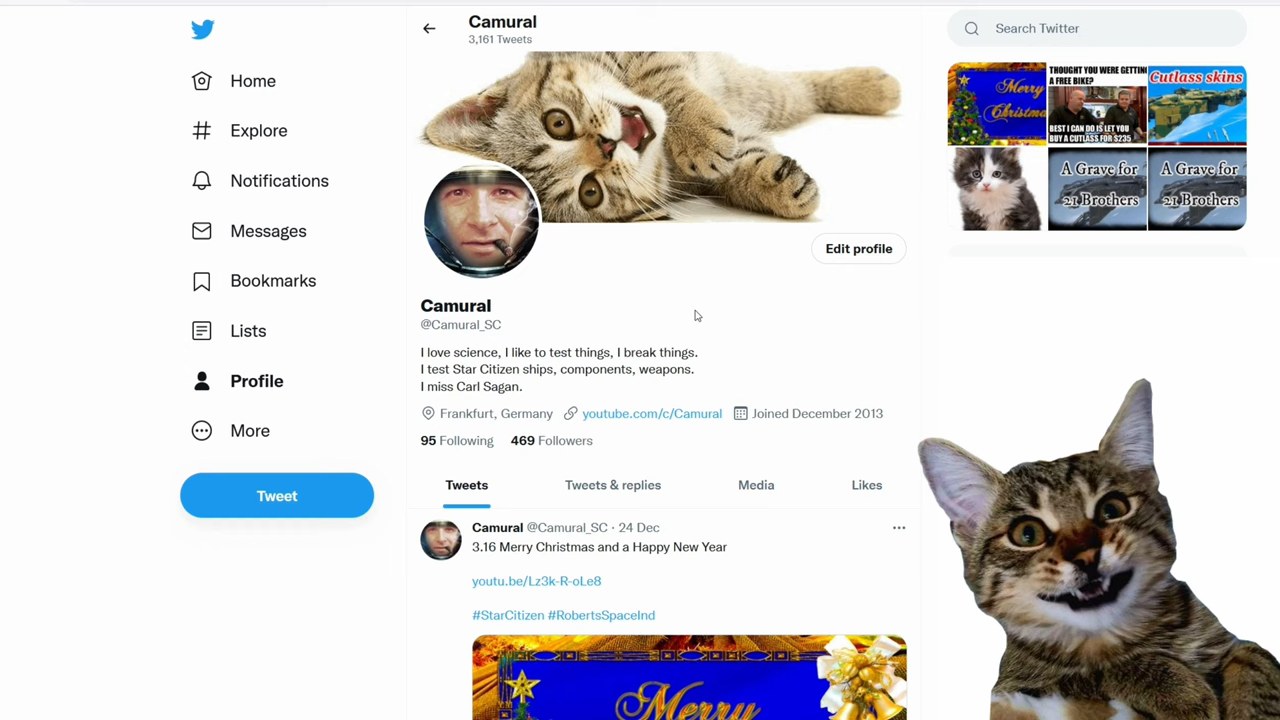 Camural
3,161 Tweets
Search Twitter
Home
Explore
Notifications
Messages
Bookmarks
Lists
Profile
More
Tweet
Edit profile
Camural
@Camural_SC
I love science, I like to test things, I break things.
I test Star Citizen ships, components, weapons.
I miss Carl Sagan.
Frankfurt, Germany youtube.com/c/Camural Joined December 2013
95 Following 469 Followers
Tweets Tweets & replies Media Likes
Camural @Camural_SC · 24 Dec
3.16 Merry Christmas and a Happy New Year
youtu.be/Lz3k-R-oLe8
#StarCitizen #RobertsSpaceInd
Merry
Merry
Christmas
THOUGHT YOU WERE GETTING
A FREE BIKE?
BEST I CAN DO IS LET YOU
BUY A CUTLASS FOR $235
Cutlass skins
A Grave for
21 Brothers
A Grave for
21 Brothers